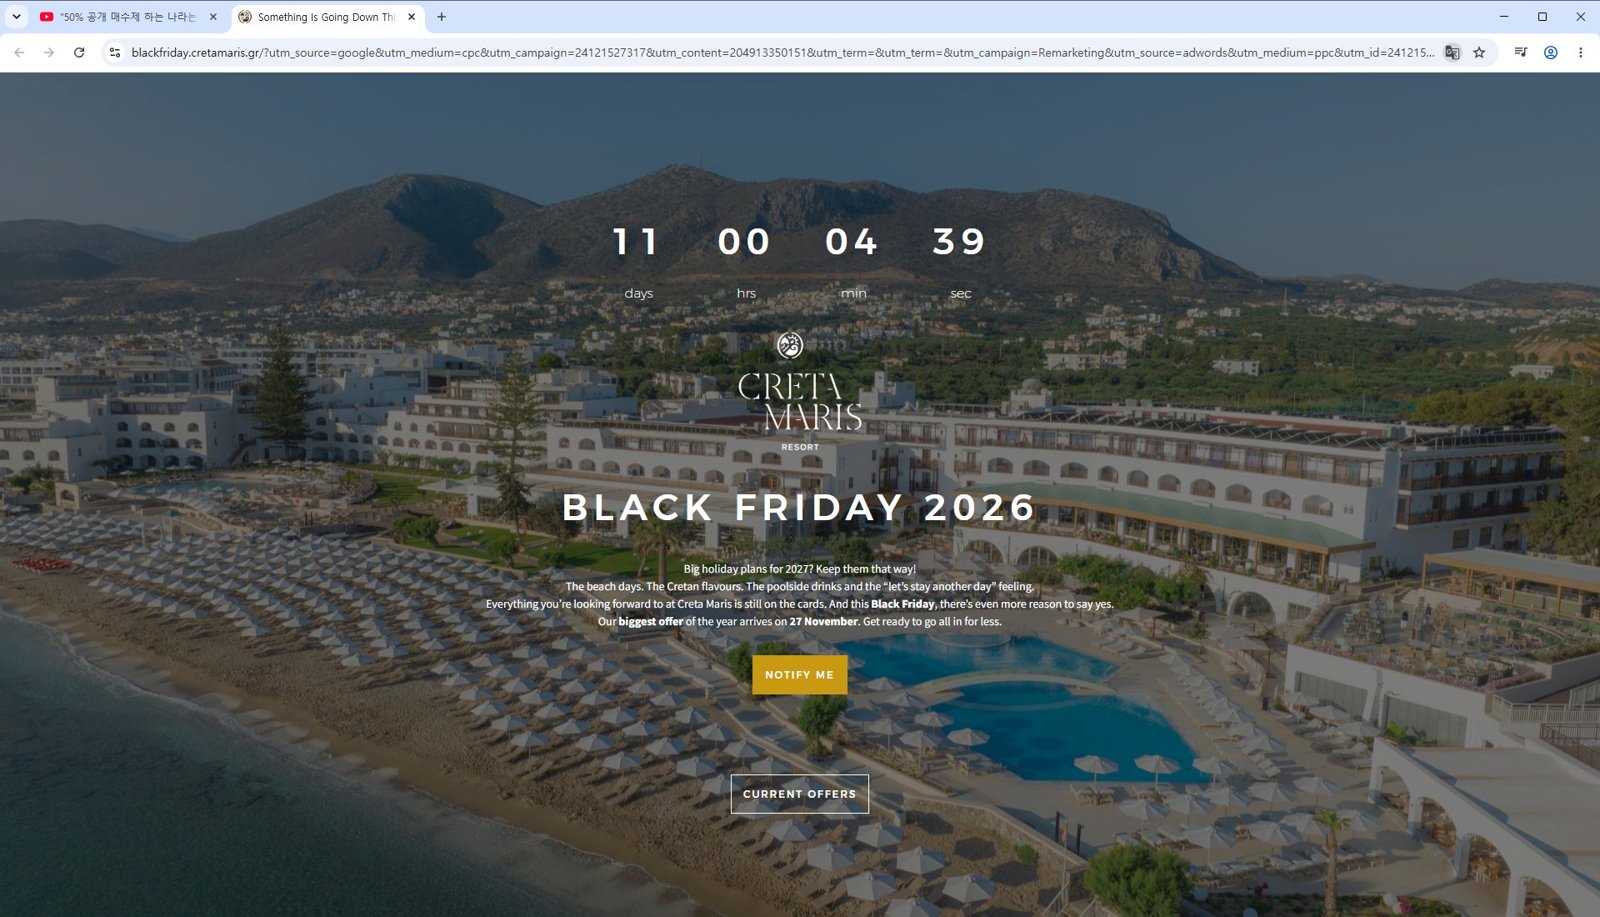 "50% 공개 매수제 하는 나라는
Something Is Going Down Thi
blackfriday.cretamaris.gr/?utm_source=google&utm_medium=cpc&utm_campaign=24121527317&utm_content=204913350151&utm_term=&utm_term=&utm_campaign=Remarketing&utm_source=adwords&utm_medium=ppc&utm_id=241215...
11 00 04 39
days hrs min sec
CRETA
MARIS
RESORT
BLACK FRIDAY 2026
Big holiday plans for 2027? Keep them that way!
The beach days. The Cretan flavours. The poolside drinks and the “let’s stay another day” feeling.
Everything you’re looking forward to at Creta Maris is still on the cards. And this Black Friday, there’s even more reason to say yes.
Our biggest offer of the year arrives on 27 November. Get ready to go all in for less.
NOTIFY ME
CURRENT OFFERS